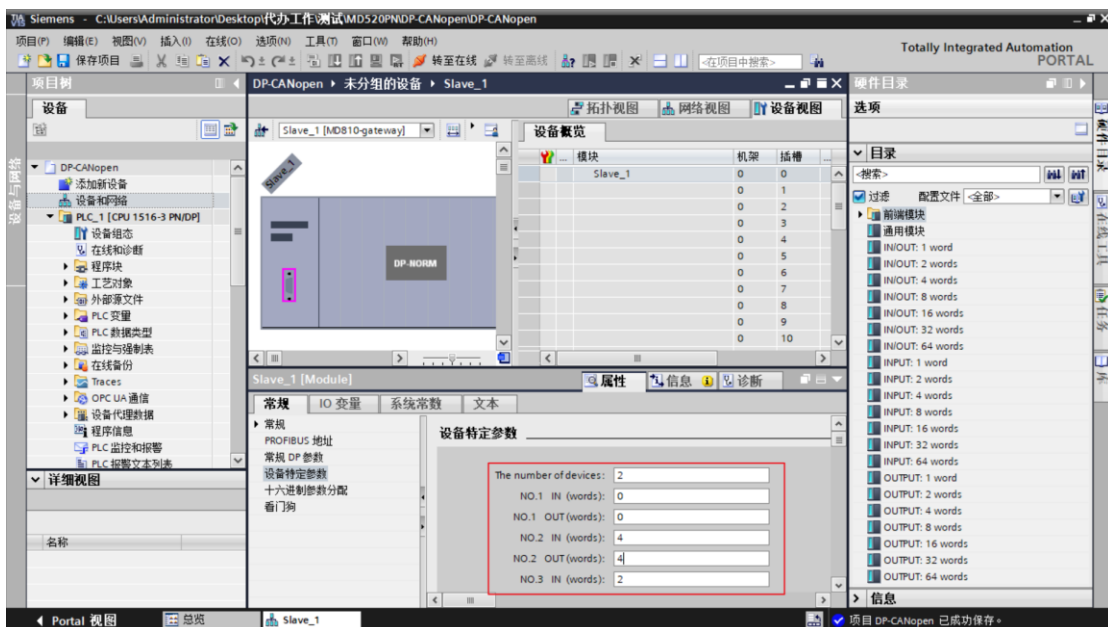 Siemens - C:\Users\Administrator\Desktop\代办工作\测试\MD520PN\DP-CANopen\DP-CANopen
项目(P) 编辑(E) 视图(V) 插入(I) 在线(O) 选项(N) 工具(T) 窗口(W) 帮助(H)
Totally Integrated Automation
PORTAL
保存项目 转至在线 转至离线 <在项目中搜索>
项目树
DP-CANopen ▸ 未分组的设备 ▸ Slave_1
硬件目录
设备
拓扑视图 网络视图 设备视图
选项
Slave_1 [MD810-gateway]
设备概览
设备与网络
DP-CANopen
添加新设备
设备和网络
PLC_1 [CPU 1516-3 PN/DP]
设备组态
在线和诊断
程序块
工艺对象
外部源文件
PLC 变量
PLC 数据类型
监控与强制表
在线备份
Traces
OPC UA 通信
设备代理数据
程序信息
PLC 监控和报警
PLC 报警文本列表
详细视图
名称
Slave_1
DP-NORM
... 模块 机架 插槽
Slave_1 0 0
0 1
0 2
0 3
0 4
0 5
0 6
0 7
0 8
0 9
0 10
Slave_1 [Module]
属性 信息 诊断
常规 IO 变量 系统常数 文本
常规
PROFIBUS 地址
常规 DP 参数
设备特定参数
十六进制参数分配
看门狗
设备特定参数
The number of devices: 2
NO.1 IN (words): 0
NO.1 OUT (words): 0
NO.2 IN (words): 4
NO.2 OUT (words): 4
NO.3 IN (words): 2
目录
<搜索>
过滤 配置文件 <全部>
前端模块
通用模块
IN/OUT: 1 word
IN/OUT: 2 words
IN/OUT: 4 words
IN/OUT: 8 words
IN/OUT: 16 words
IN/OUT: 32 words
IN/OUT: 64 words
INPUT: 1 word
INPUT: 2 words
INPUT: 4 words
INPUT: 8 words
INPUT: 16 words
INPUT: 32 words
INPUT: 64 words
OUTPUT: 1 word
OUTPUT: 2 words
OUTPUT: 4 words
OUTPUT: 8 words
OUTPUT: 16 words
OUTPUT: 32 words
OUTPUT: 64 words
信息
在线工具
任务
库
Portal 视图 总览 Slave_1
项目 DP-CANopen 已成功保存。